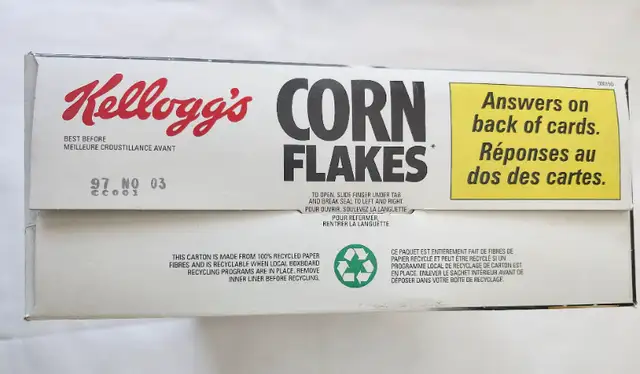 Kellogg's
CORN
FLAKES
BEST BEFORE
MEILLEURE CROUSTILLANCE AVANT
97 NO 03
CC001
Answers on
back of cards.
Réponses au
dos des cartes.
TO OPEN, SLIDE FINGER UNDER TAB
AND BREAK SEAL TO LEFT AND RIGHT.
POUR OUVRIR, SOULEVEZ LA LANGUETTE.
POUR REFERMER,
RENTRER LA LANGUETTE
THIS CARTON IS MADE FROM 100% RECYCLED PAPER
FIBRES AND IS RECYCLABLE WHEN LOCAL BOXBOARD
RECYCLING PROGRAMS ARE IN PLACE. REMOVE
INNER LINER BEFORE RECYCLING.
CE PAQUET EST ENTIÈREMENT FAIT DE FIBRES DE
PAPIER RECYCLÉ ET PEUT ÊTRE RECYCLÉ SI UN
PROGRAMME LOCAL DE RECYCLAGE DE CARTON EST
EN PLACE. ENLEVER LE SACHET INTÉRIEUR AVANT DE
DÉPOSER DANS VOTRE BOÎTE DE RECYCLAGE.